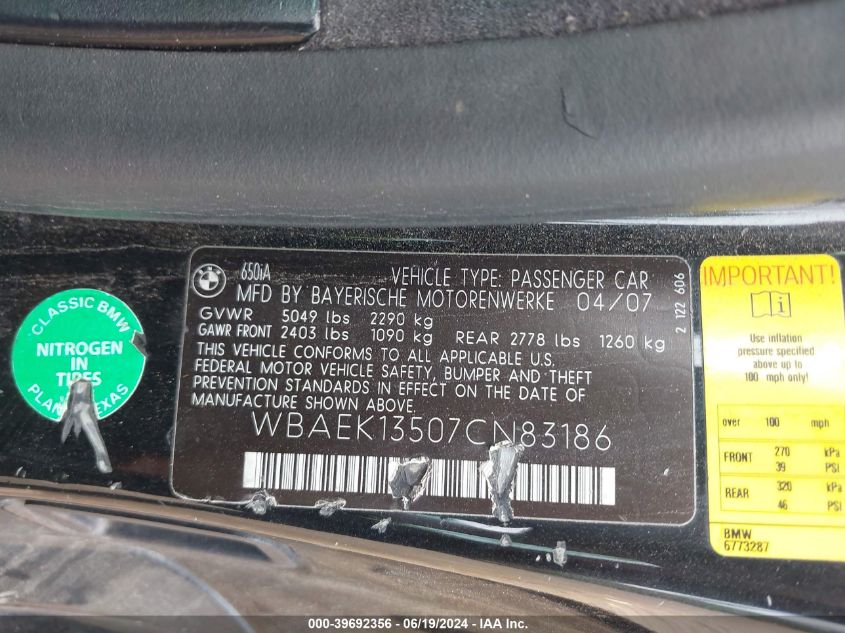 650iA
VEHICLE TYPE: PASSENGER CAR
MFD BY BAYERISCHE MOTORENWERKE 04/07
GVWR 5049 lbs 2290 kg
GAWR FRONT 2403 lbs 1090 kg REAR 2778 lbs 1260 kg
THIS VEHICLE CONFORMS TO ALL APPLICABLE U.S.
FEDERAL MOTOR VEHICLE SAFETY, BUMPER AND THEFT
PREVENTION STANDARDS IN EFFECT ON THE DATE OF
MANUFACTURE SHOWN ABOVE.
WBAEK13507CN83186
2 122 606
CLASSIC BMW
NITROGEN
IN
TIRES
TEXAS
IMPORTANT!
Use inflation
pressure specified
above up to
100 mph only!
over 100 mph
FRONT 270 kPa
39 PSI
REAR 320 kPa
46 PSI
BMW
6773287
000-39692356 - 06/19/2024 - IAA Inc.